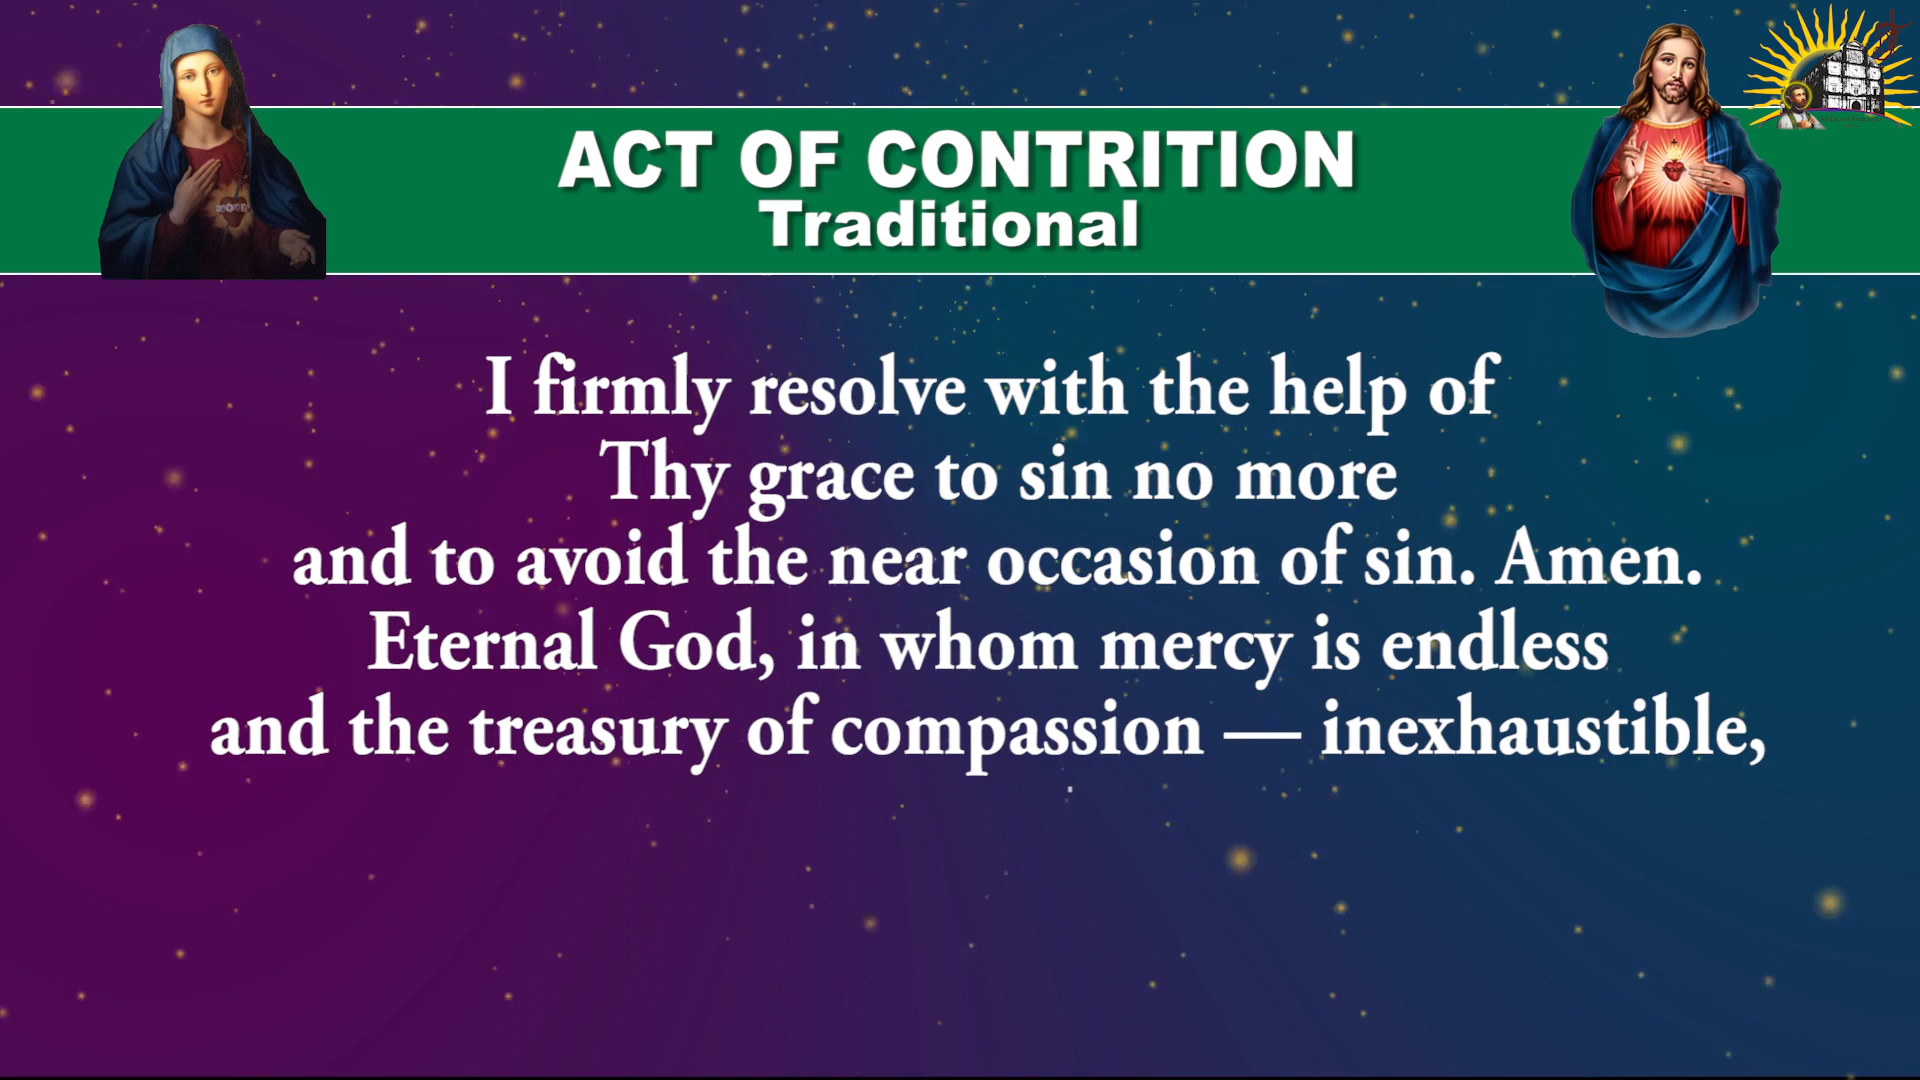 ACT OF CONTRITION
Traditional
I firmly resolve with the help of
Thy grace to sin no more
and to avoid the near occasion of sin. Amen.
Eternal God, in whom mercy is endless
and the treasury of compassion — inexhaustible,